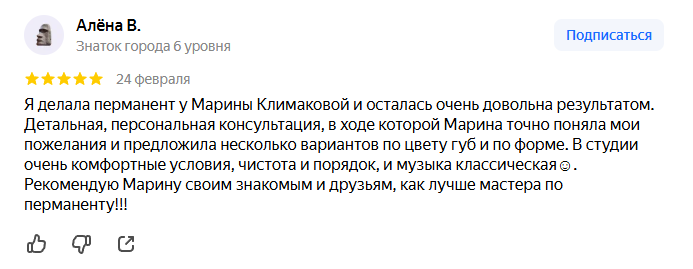 Алёна В.
Знаток города 6 уровня
Подписаться
24 февраля
Я делала перманент у Марины Климаковой и осталась очень довольна результатом.
Детальная, персональная консультация, в ходе которой Марина точно поняла мои
пожелания и предложила несколько вариантов по цвету губ и по форме. В студии
очень комфортные условия, чистота и порядок, и музыка классическая☺.
Рекомендую Марину своим знакомым и друзьям, как лучше мастера по
перманенту!!!